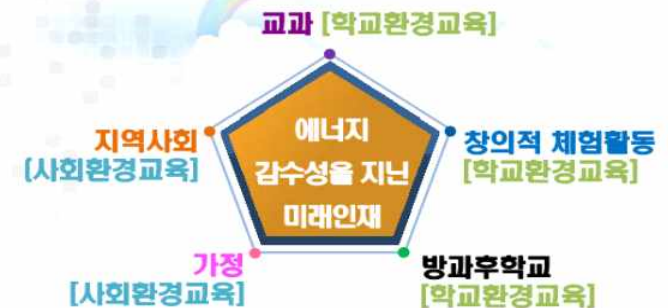 교과 [학교환경교육]
에너지
감수성을 지닌
미래인재
지역사회
[사회환경교육]
창의적 체험활동
[학교환경교육]
가정
[사회환경교육]
방과후학교
[학교환경교육]